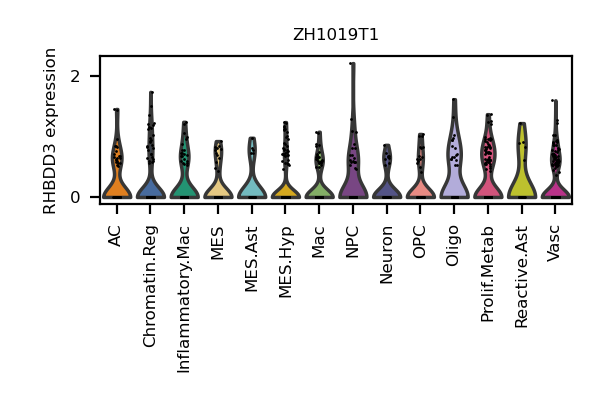 ZH1019T1
RHBDD3 expression
2
0
AC
Chromatin.Reg
Inflammatory.Mac
MES
MES.Ast
MES.Hyp
Mac
NPC
Neuron
OPC
Oligo
Prolif.Metab
Reactive.Ast
Vasc